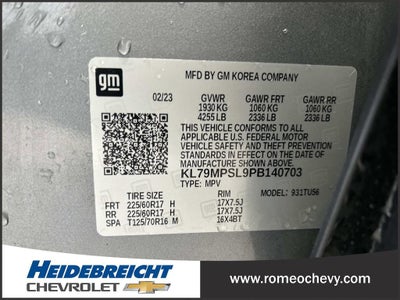 gm
MFD BY GM KOREA COMPANY
02/23 GVWR GAWR FRT GAWR RR
1930 KG 1060 KG 1060 KG
4255 LB 2336 LB 2336 LB
THIS VEHICLE CONFORMS TO ALL APPLICABLE
U.S. FEDERAL MOTOR
VEHICLE SAFETY, BUMPER, AND THEFT
PREVENTION STANDARDS IN EFFECT ON THE
DATE OF MANUFACTURE SHOWN ABOVE.
KL79MPSL9PB140703
TYPE: MPV MODEL: 931TU56
TIRE SIZE RIM
FRT 225/60R17 H 17X7.5J
RR 225/60R17 H 17X7.5J
SPA T125/70R16 M 16X4BT
HEIDEBREICHT
CHEVROLET
www.romeochevy.com